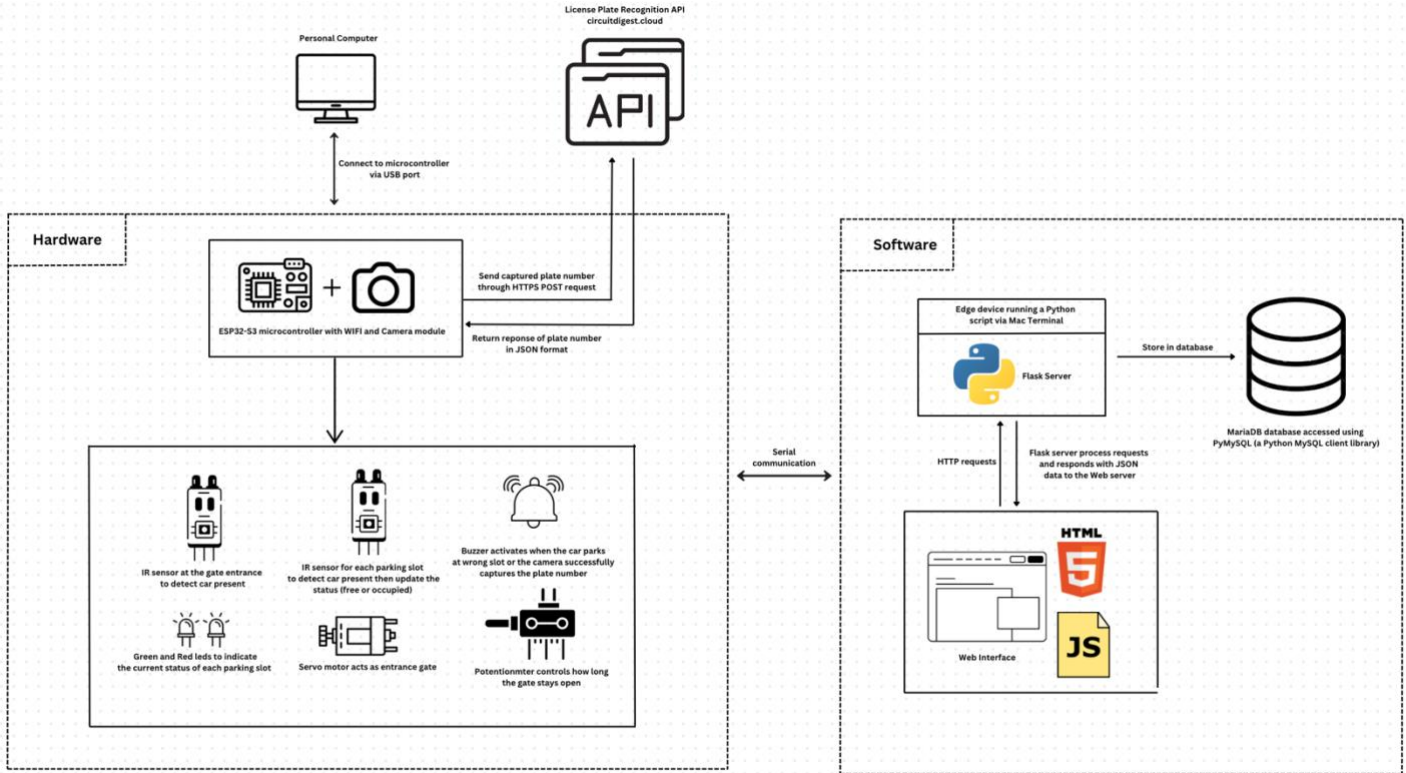 License Plate Recognition API
circuitdigest.cloud
API
Personal Computer
Connect to microcontroller
via USB port
Hardware
ESP32-S3 microcontroller with WIFI and Camera module
Send captured plate number
through HTTPS POST request
Return reponse of plate number
in JSON format
IR sensor at the gate entrance
to detect car present
IR sensor for each parking slot
to detect car present then update the
status (free or occupied)
Buzzer activates when the car parks
at wrong slot or the camera successfully
captures the plate number
Green and Red leds to indicate
the current status of each parking slot
Servo motor acts as entrance gate
Potentionmter controls how long
the gate stays open
Serial
communication
Software
Edge device running a Python
script via Mac Terminal
Flask Server
Store in database
MariaDB database accessed using
PyMySQL (a Python MySQL client library)
HTTP requests
Flask server process requests
and responds with JSON
data to the Web server
HTML
5
JS
Web Interface